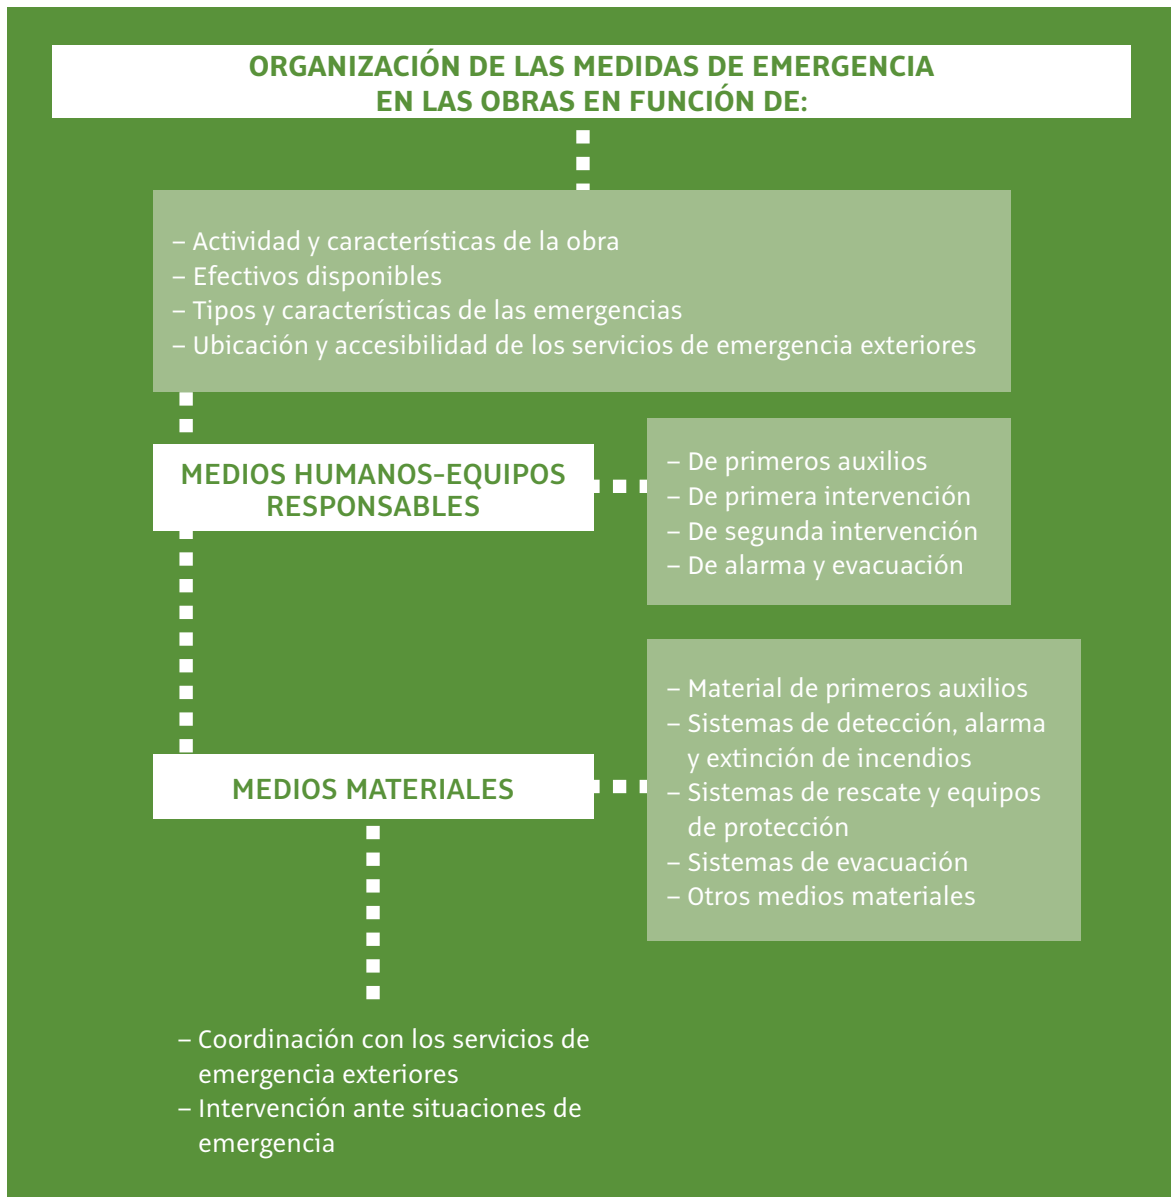 ORGANIZACIÓN DE LAS MEDIDAS DE EMERGENCIA
EN LAS OBRAS EN FUNCIÓN DE:
– Actividad y características de la obra
– Efectivos disponibles
– Tipos y características de las emergencias
– Ubicación y accesibilidad de los servicios de emergencia exteriores
MEDIOS HUMANOS-EQUIPOS
RESPONSABLES
– De primeros auxilios
– De primera intervención
– De segunda intervención
– De alarma y evacuación
MEDIOS MATERIALES
– Material de primeros auxilios
– Sistemas de detección, alarma
y extinción de incendios
– Sistemas de rescate y equipos
de protección
– Sistemas de evacuación
– Otros medios materiales
– Coordinación con los servicios de
emergencia exteriores
– Intervención ante situaciones de
emergencia